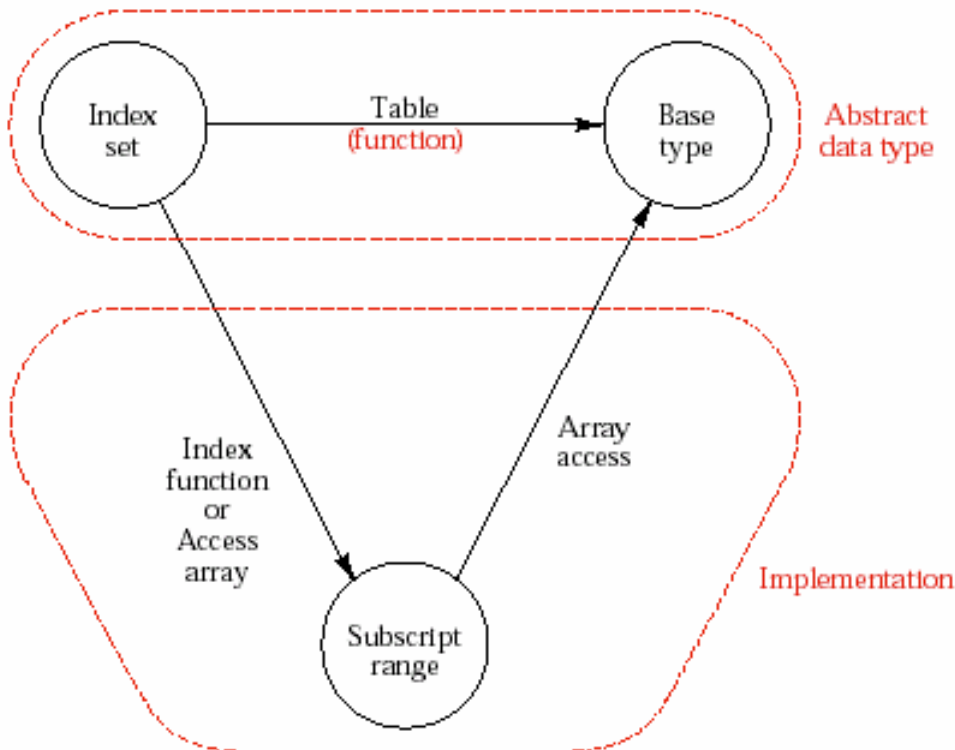 Index
set
Table
(function)
Base
type
Abstract
data type
Index
function
or
Access
array
Array
access
Implementation
Subscript
range